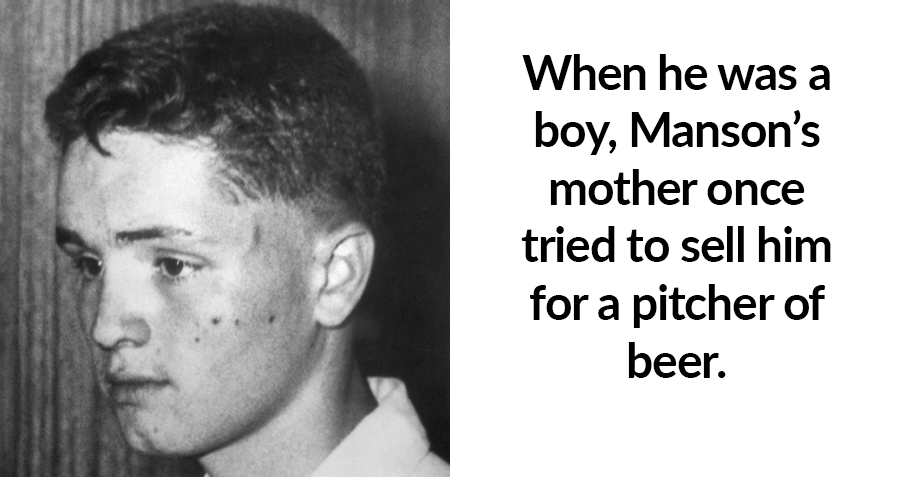 When he was a
boy, Manson’s
mother once
tried to sell him
for a pitcher of
beer.